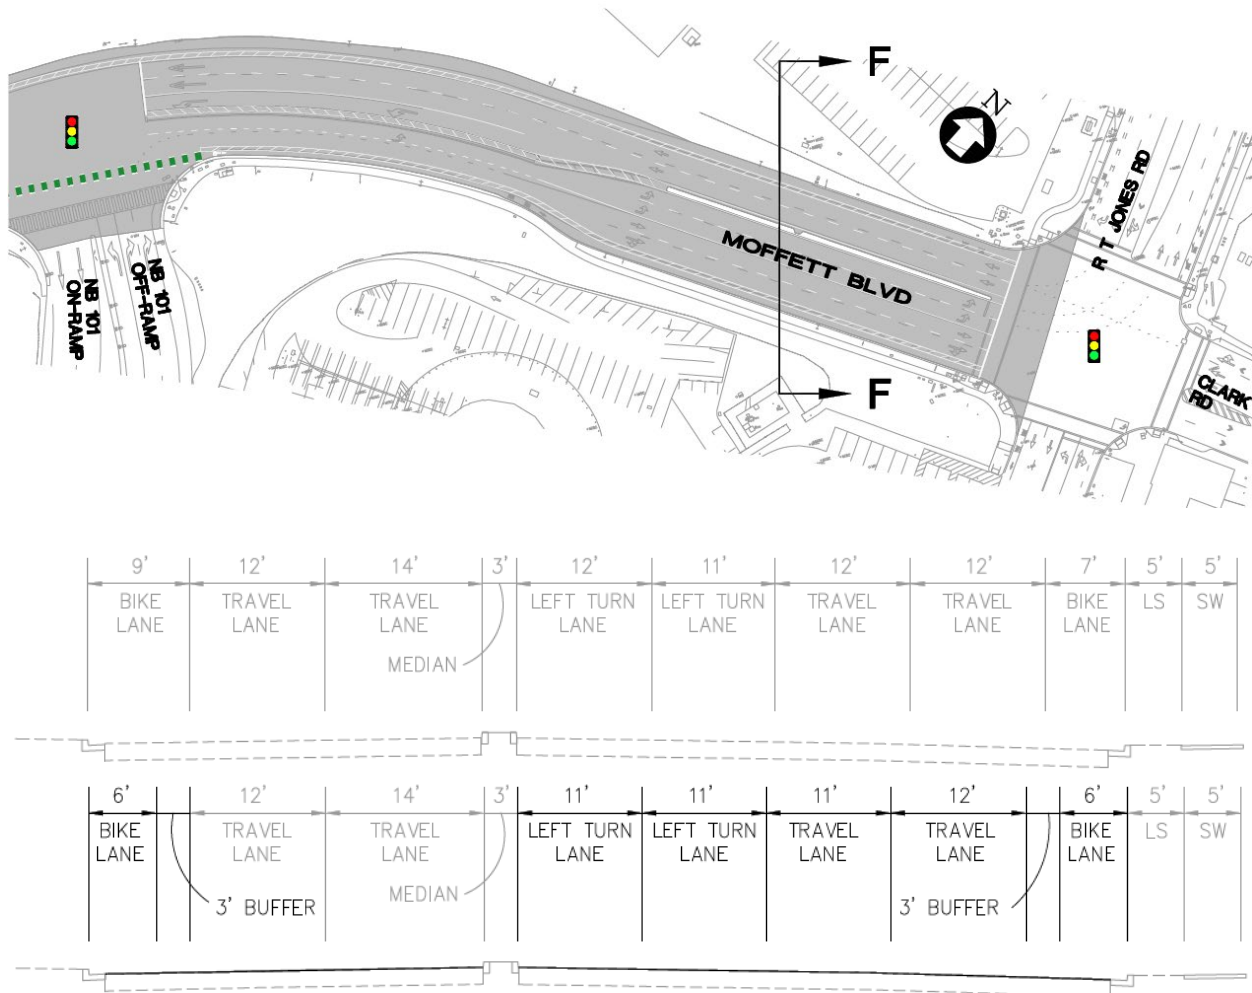 F
N
R T JONES RD
MOFFETT BLVD
NB 101
OFF-RAMP
NB 101
ON-RAMP
F
CLARK
RD
9' 12' 14' 3' 12' 11' 12' 12' 7' 5' 5'
BIKE TRAVEL TRAVEL LEFT TURN LEFT TURN TRAVEL TRAVEL BIKE LS SW
LANE LANE LANE LANE LANE LANE LANE LANE
MEDIAN
6' 12' 14' 3' 11' 11' 11' 12' 6' 5' 5'
BIKE TRAVEL TRAVEL LEFT TURN LEFT TURN TRAVEL TRAVEL BIKE LS SW
LANE LANE LANE LANE LANE LANE LANE LANE
MEDIAN
3' BUFFER 3' BUFFER